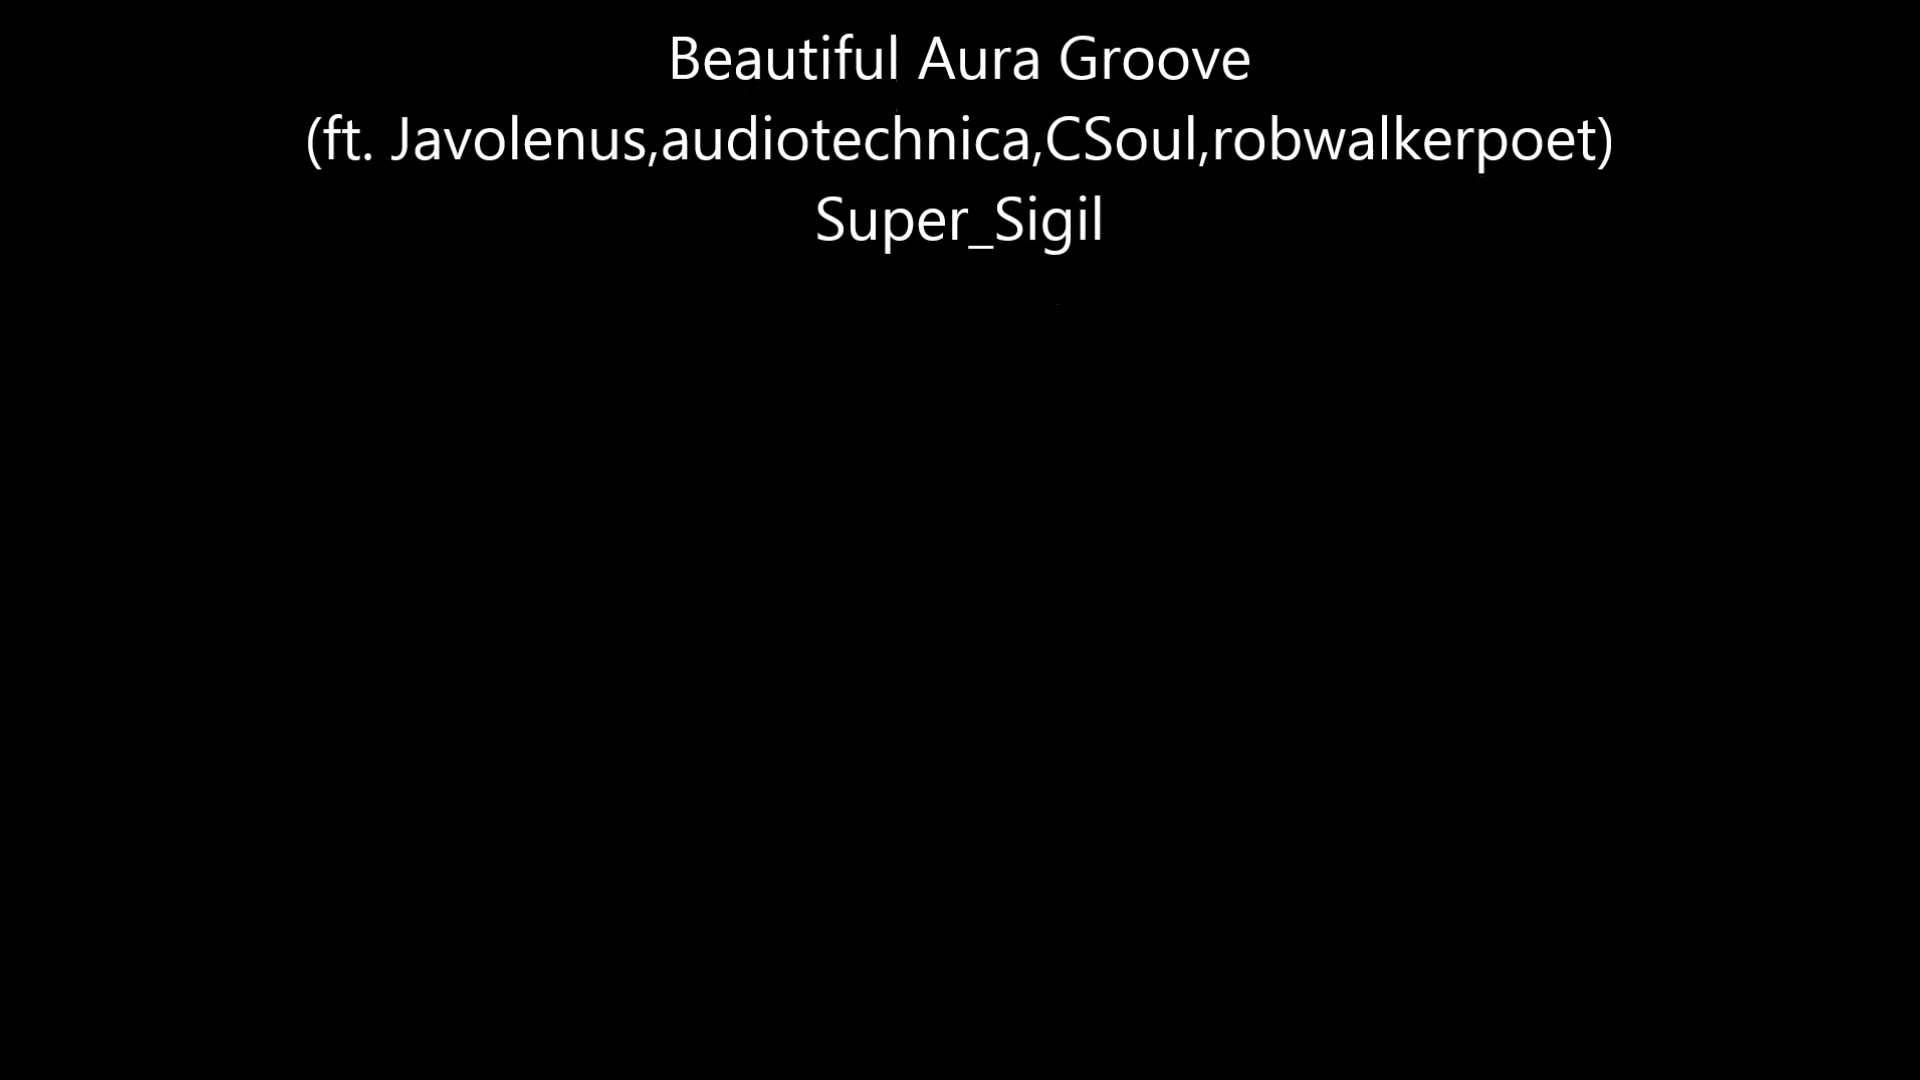 Beautiful Aura Groove
(ft. Javolenus,audiotechnica,CSoul,robwalkerpoet)
Super_Sigil